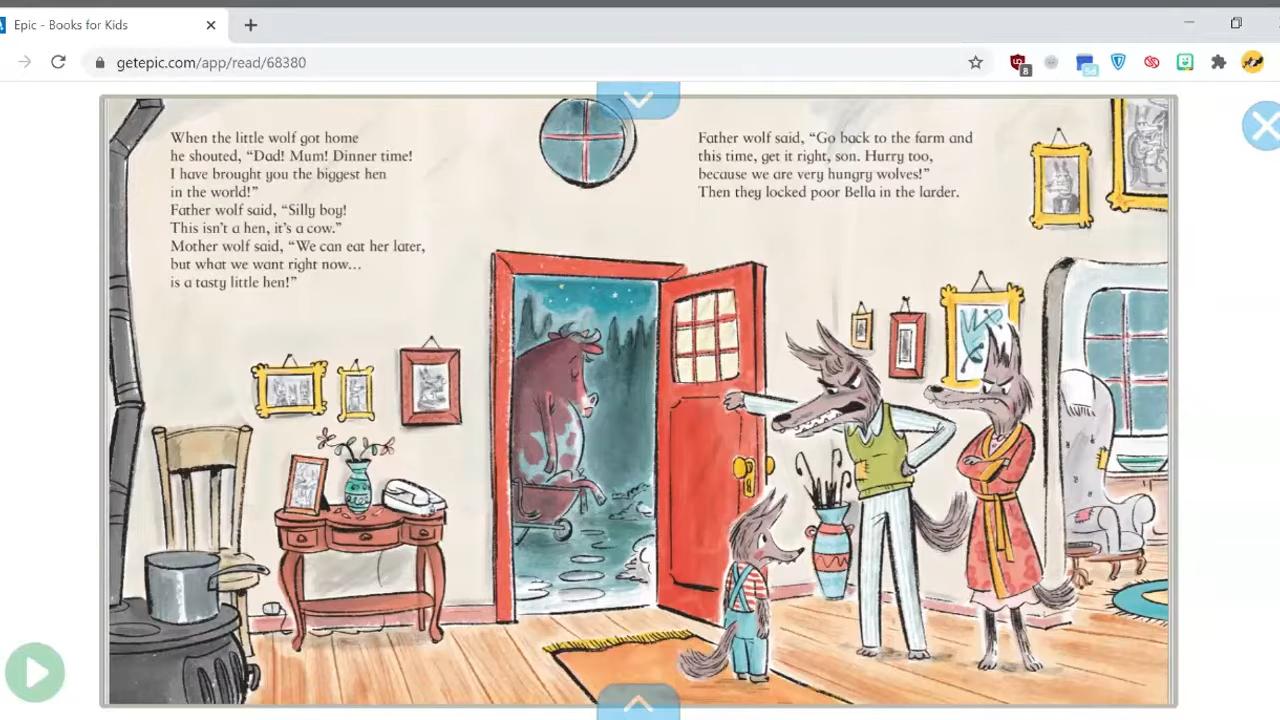 Epic - Books for Kids
getepic.com/app/read/68380
8
5d
When the little wolf got home
he shouted, “Dad! Mum! Dinner time!
I have brought you the biggest hen
in the world!”
Father wolf said, “Silly boy!
This isn’t a hen, it’s a cow.”
Mother wolf said, “We can eat her later,
but what we want right now…
is a tasty little hen!”
Father wolf said, “Go back to the farm and
this time, get it right, son. Hurry too,
because we are very hungry wolves!”
Then they locked poor Bella in the larder.